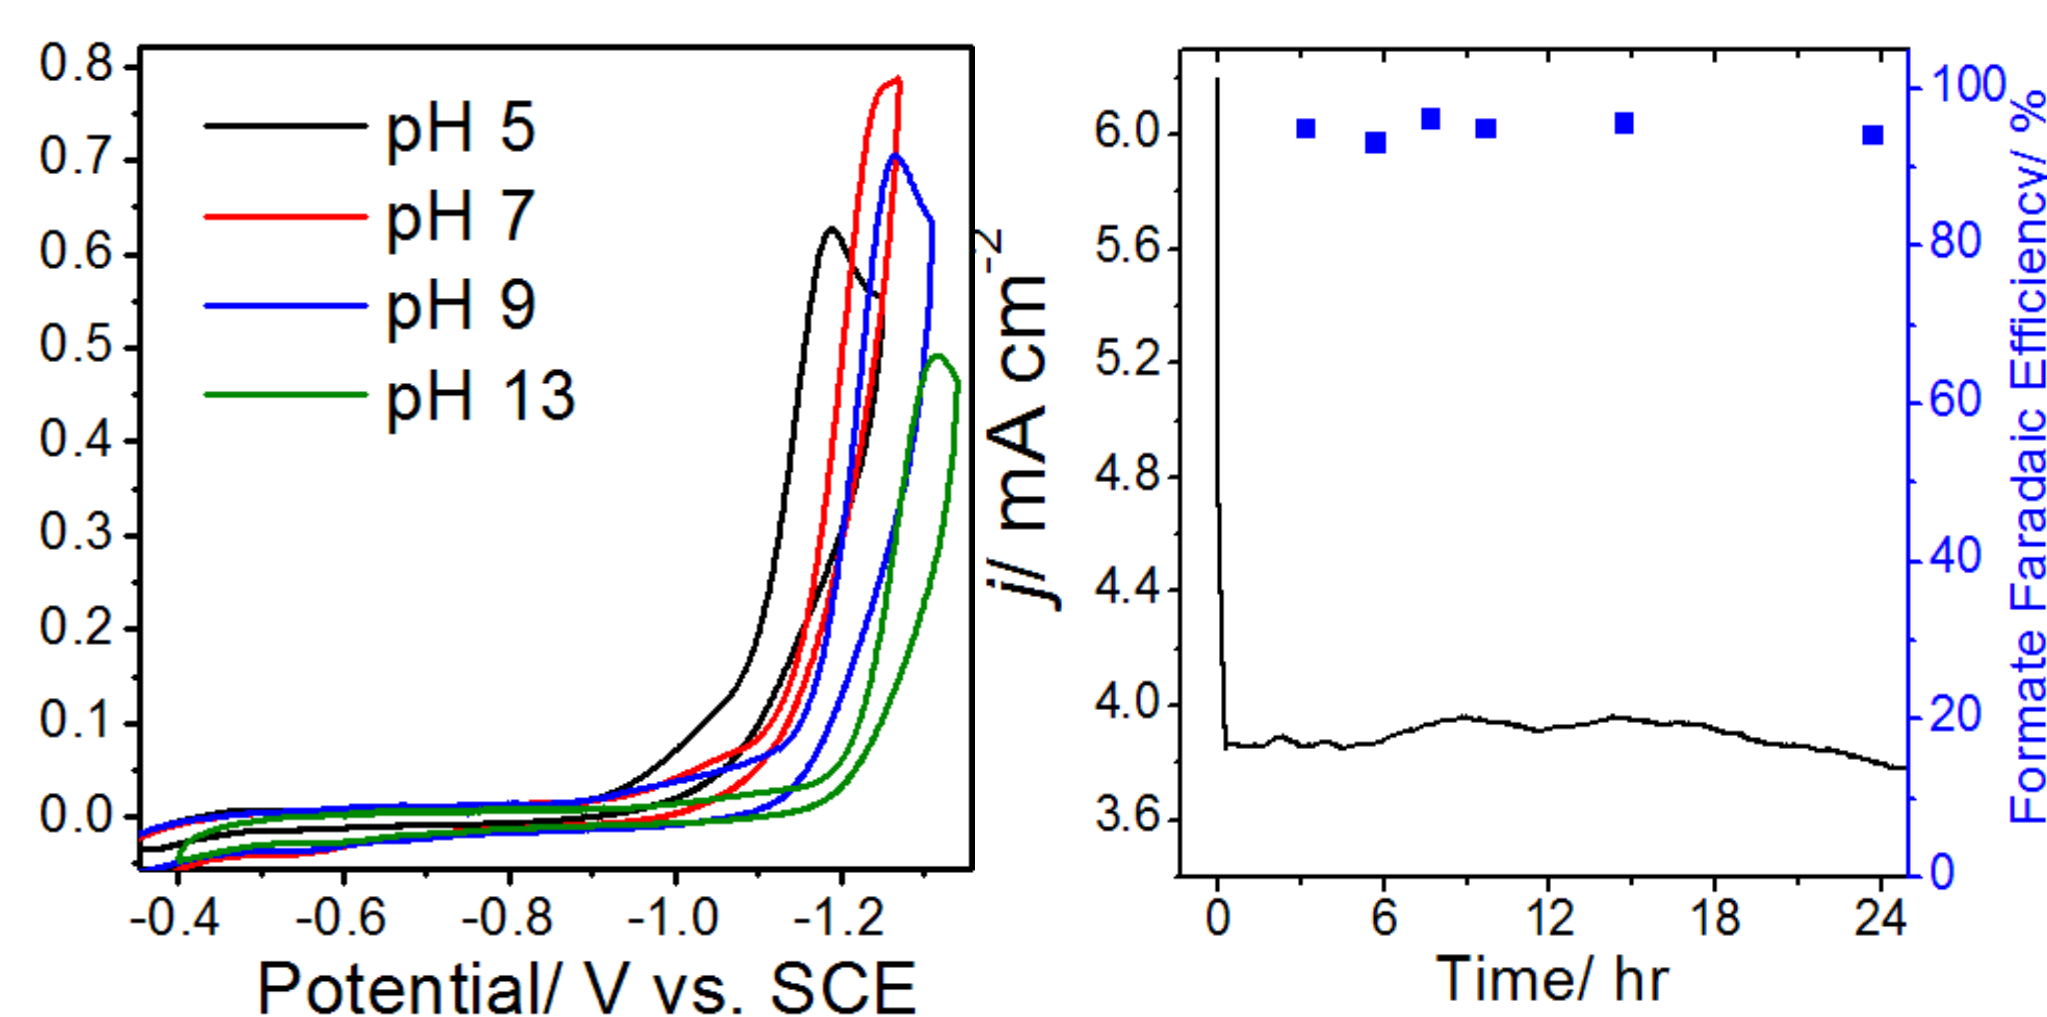 0.8
0.7
0.6
0.5
0.4
0.3
0.2
0.1
0.0
pH 5
pH 7
pH 9
pH 13
-0.4 -0.6 -0.8 -1.0 -1.2
Potential/ V vs. SCE
j/ mA cm-2
6.0
5.6
5.2
4.8
4.4
4.0
3.6
0 6 12 18 24
Time/ hr
100
80
60
40
20
0
Formate Faradaic Efficiency/ %